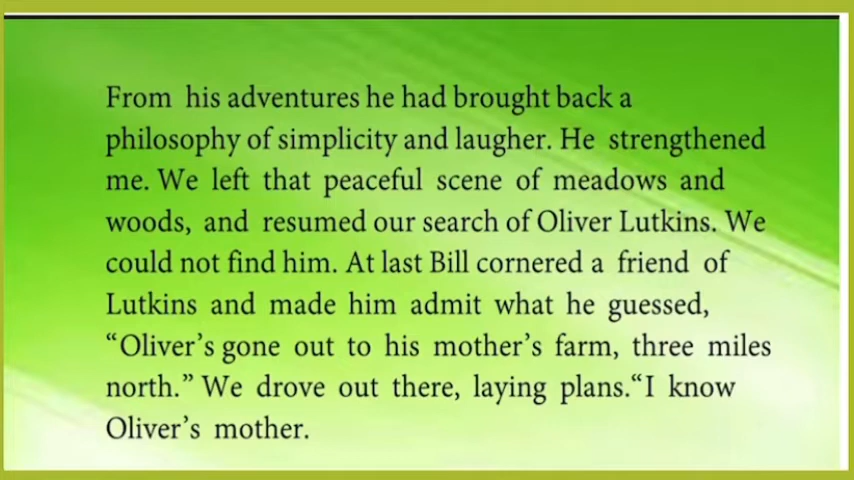 From his adventures he had brought back a
philosophy of simplicity and laugher. He strengthened
me. We left that peaceful scene of meadows and
woods, and resumed our search of Oliver Lutkins. We
could not find him. At last Bill cornered a friend of
Lutkins and made him admit what he guessed,
“Oliver’s gone out to his mother’s farm, three miles
north.” We drove out there, laying plans.“I know
Oliver’s mother.